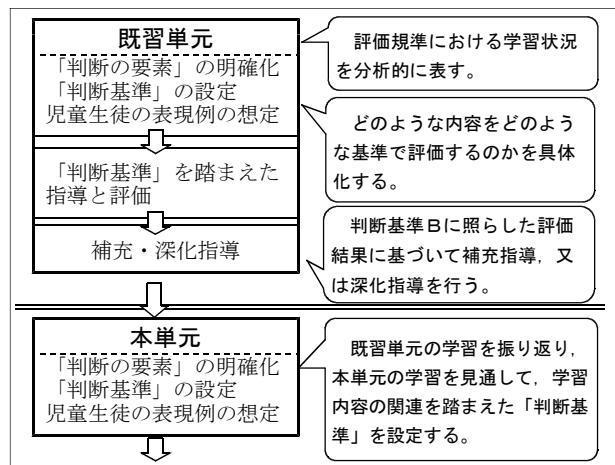 既習単元
「判断の要素」の明確化
「判断基準」の設定
児童生徒の表現例の想定
評価規準における学習状況
を分析的に表す。
どのような内容をどのよう
な基準で評価するのかを具体
化する。
「判断基準」を踏まえた
指導と評価
補充・深化指導
判断基準Bに照らした評価
結果に基づいて補充指導，又
は深化指導を行う。
本単元
「判断の要素」の明確化
「判断基準」の設定
児童生徒の表現例の想定
既習単元の学習を振り返り，
本単元の学習を見通して，学習
内容の関連を踏まえた「判断基
準」を設定する。